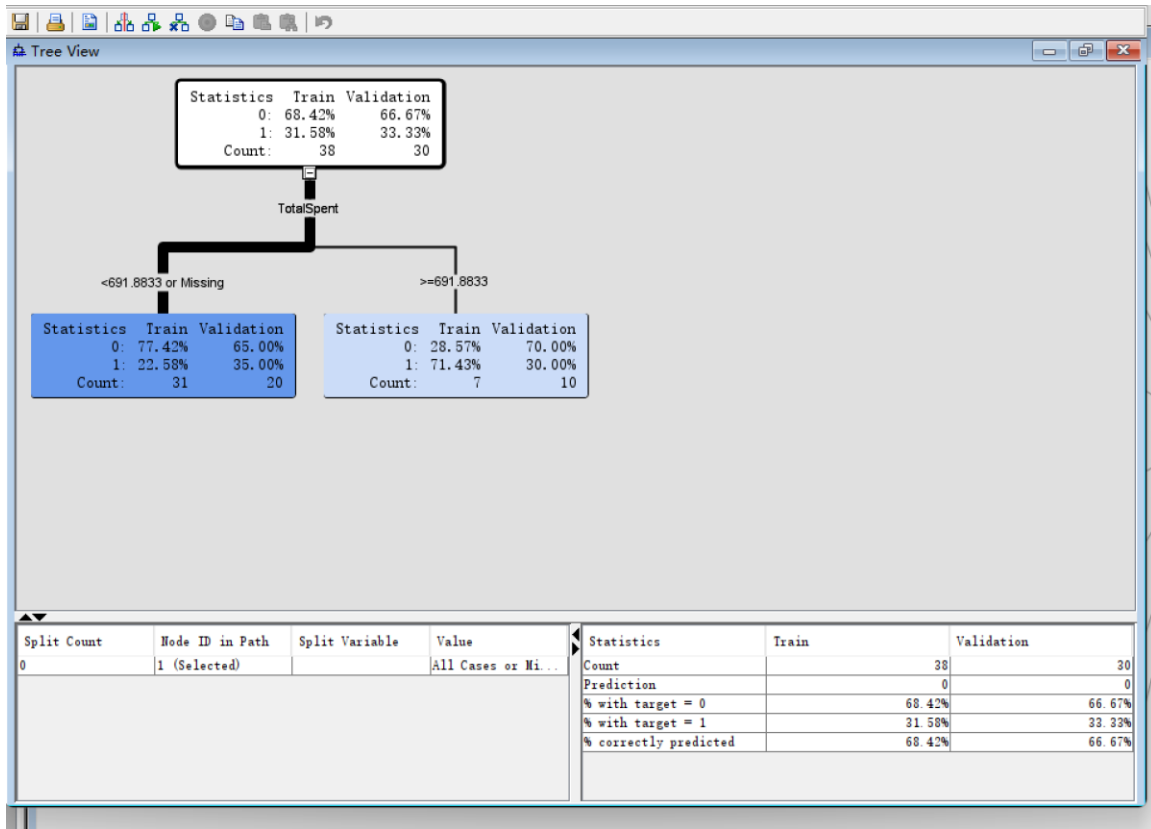 Tree View
Statistics Train Validation
0: 68.42% 66.67%
1: 31.58% 33.33%
Count: 38 30
TotalSpent
<691.8833 or Missing >=691.8833
Statistics Train Validation
0: 77.42% 65.00%
1: 22.58% 35.00%
Count: 31 20
Statistics Train Validation
0: 28.57% 70.00%
1: 71.43% 30.00%
Count: 7 10
Split Count Node ID in Path Split Variable Value
0 1 (Selected) All Cases or Mi...
Statistics Train Validation
Count 38 30
Prediction 0 0
% with target = 0 68.42% 66.67%
% with target = 1 31.58% 33.33%
% correctly predicted 68.42% 66.67%